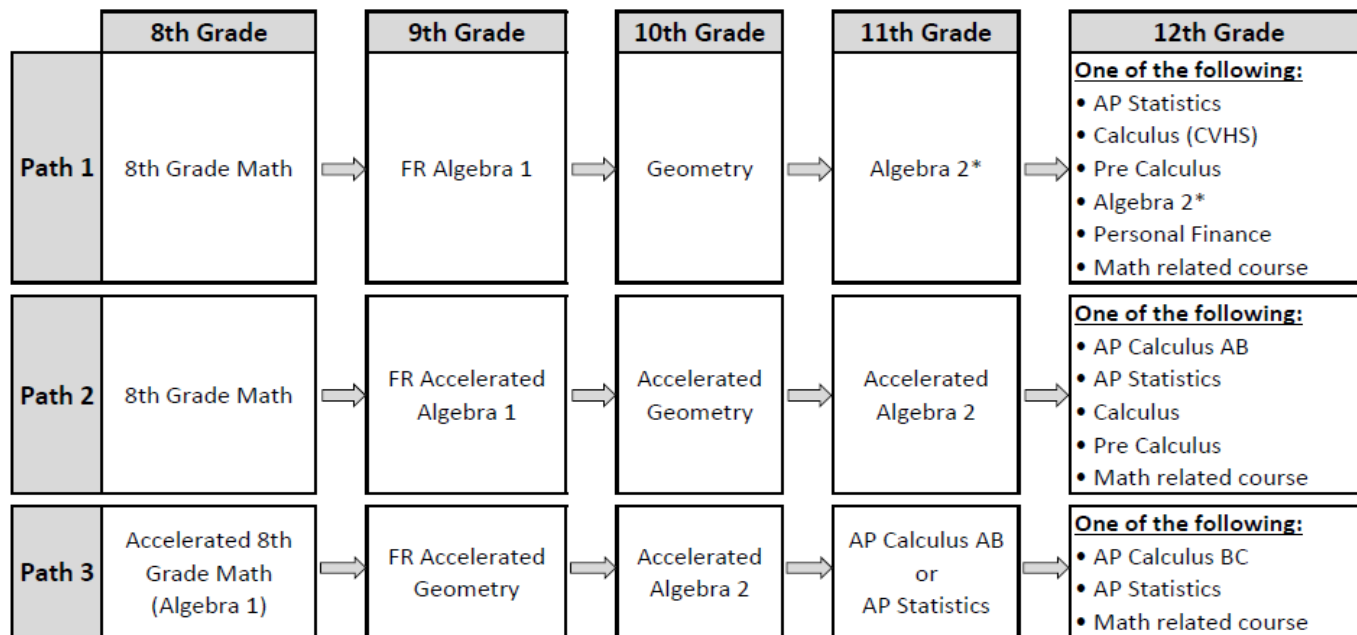 8th Grade
9th Grade
10th Grade
11th Grade
12th Grade
Path 1
8th Grade Math
FR Algebra 1
Geometry
Algebra 2*
One of the following:
• AP Statistics
• Calculus (CVHS)
• Pre Calculus
• Algebra 2*
• Personal Finance
• Math related course
Path 2
8th Grade Math
FR Accelerated
Algebra 1
Accelerated
Geometry
Accelerated
Algebra 2
One of the following:
• AP Calculus AB
• AP Statistics
• Calculus
• Pre Calculus
• Math related course
Path 3
Accelerated 8th
Grade Math
(Algebra 1)
FR Accelerated
Geometry
Accelerated
Algebra 2
AP Calculus AB
or
AP Statistics
One of the following:
• AP Calculus BC
• AP Statistics
• Math related course